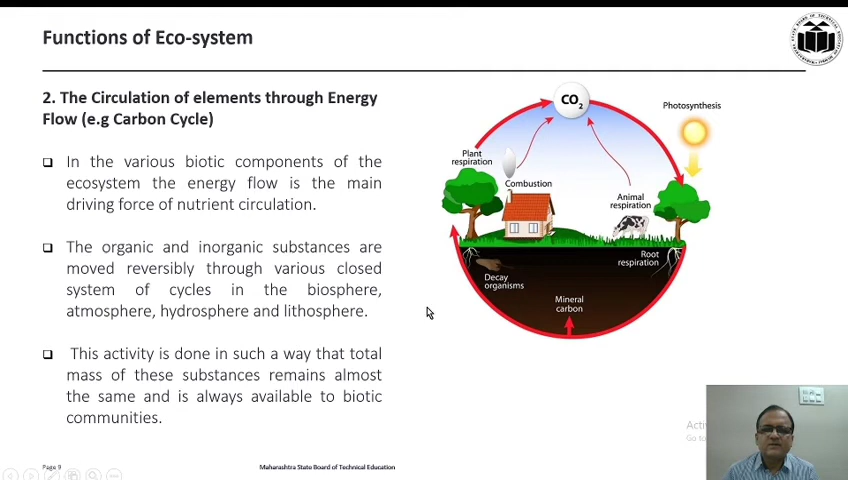 Functions of Eco-system
2. The Circulation of elements through Energy
Flow (e.g Carbon Cycle)
In the various biotic components of the
ecosystem the energy flow is the main
driving force of nutrient circulation.
The organic and inorganic substances are
moved reversibly through various closed
system of cycles in the biosphere,
atmosphere, hydrosphere and lithosphere.
This activity is done in such a way that total
mass of these substances remains almost
the same and is always available to biotic
communities.
CO2
Photosynthesis
Plant
respiration
Combustion
Animal
respiration
Root
respiration
Decay
organisms
Mineral
carbon
Page 9
Maharashtra State Board of Technical Education